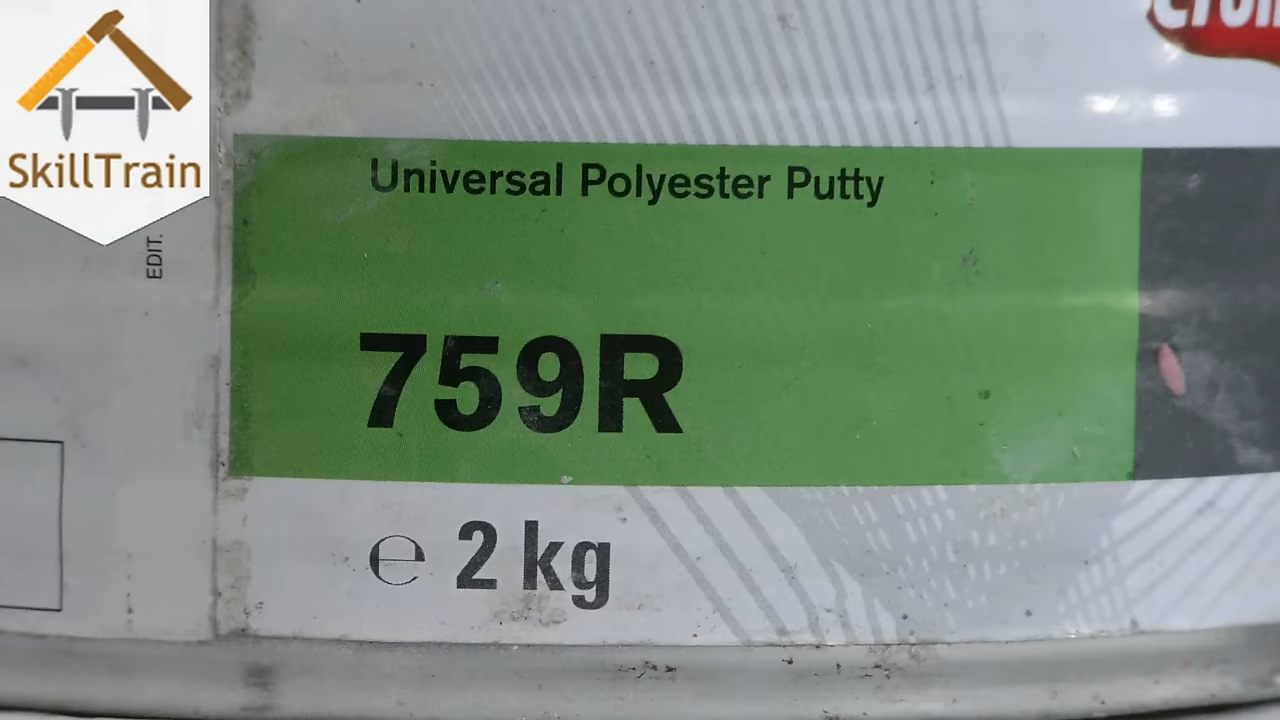 SkillTrain
EDIT.
Universal Polyester Putty
759R
℮ 2 kg